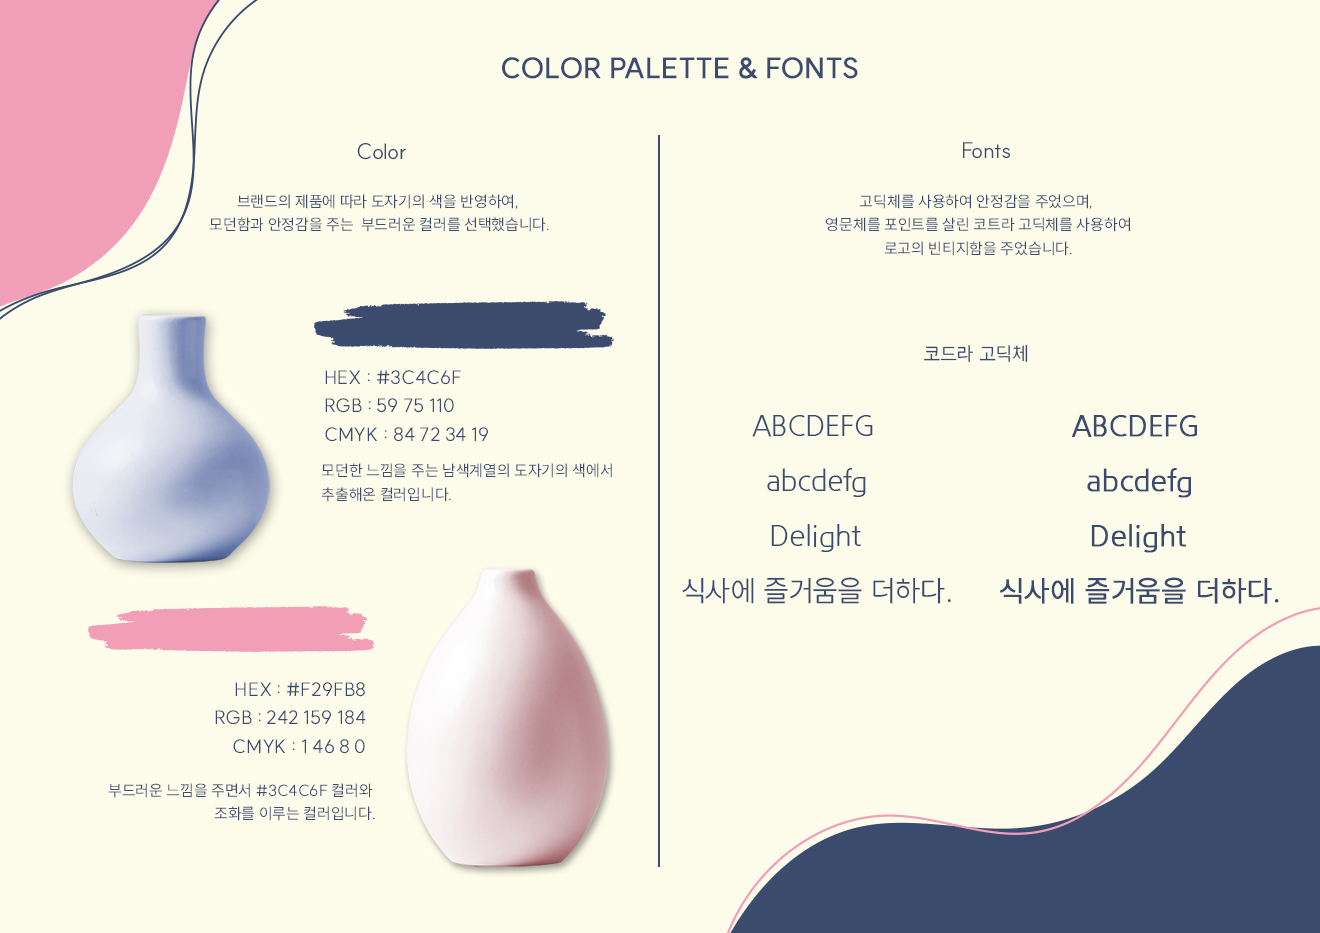 COLOR PALETTE & FONTS
Color
브랜드의 제품에 따라 도자기의 색을 반영하여,
모던함과 안정감을 주는 부드러운 컬러를 선택했습니다.
HEX : #3C4C6F
RGB : 59 75 110
CMYK : 84 72 34 19
모던한 느낌을 주는 남색계열의 도자기의 색에서
추출해온 컬러입니다.
HEX : #F29FB8
RGB : 242 159 184
CMYK : 1 46 8 0
부드러운 느낌을 주면서 #3C4C6F 컬러와
조화를 이루는 컬러입니다.
Fonts
고딕체를 사용하여 안정감을 주었으며,
영문체를 포인트를 살린 코트라 고딕체를 사용하여
로고의 빈티지함을 주었습니다.
코드라 고딕체
ABCDEFG
abcdefg
Delight
식사에 즐거움을 더하다.
ABCDEFG
abcdefg
Delight
식사에 즐거움을 더하다.